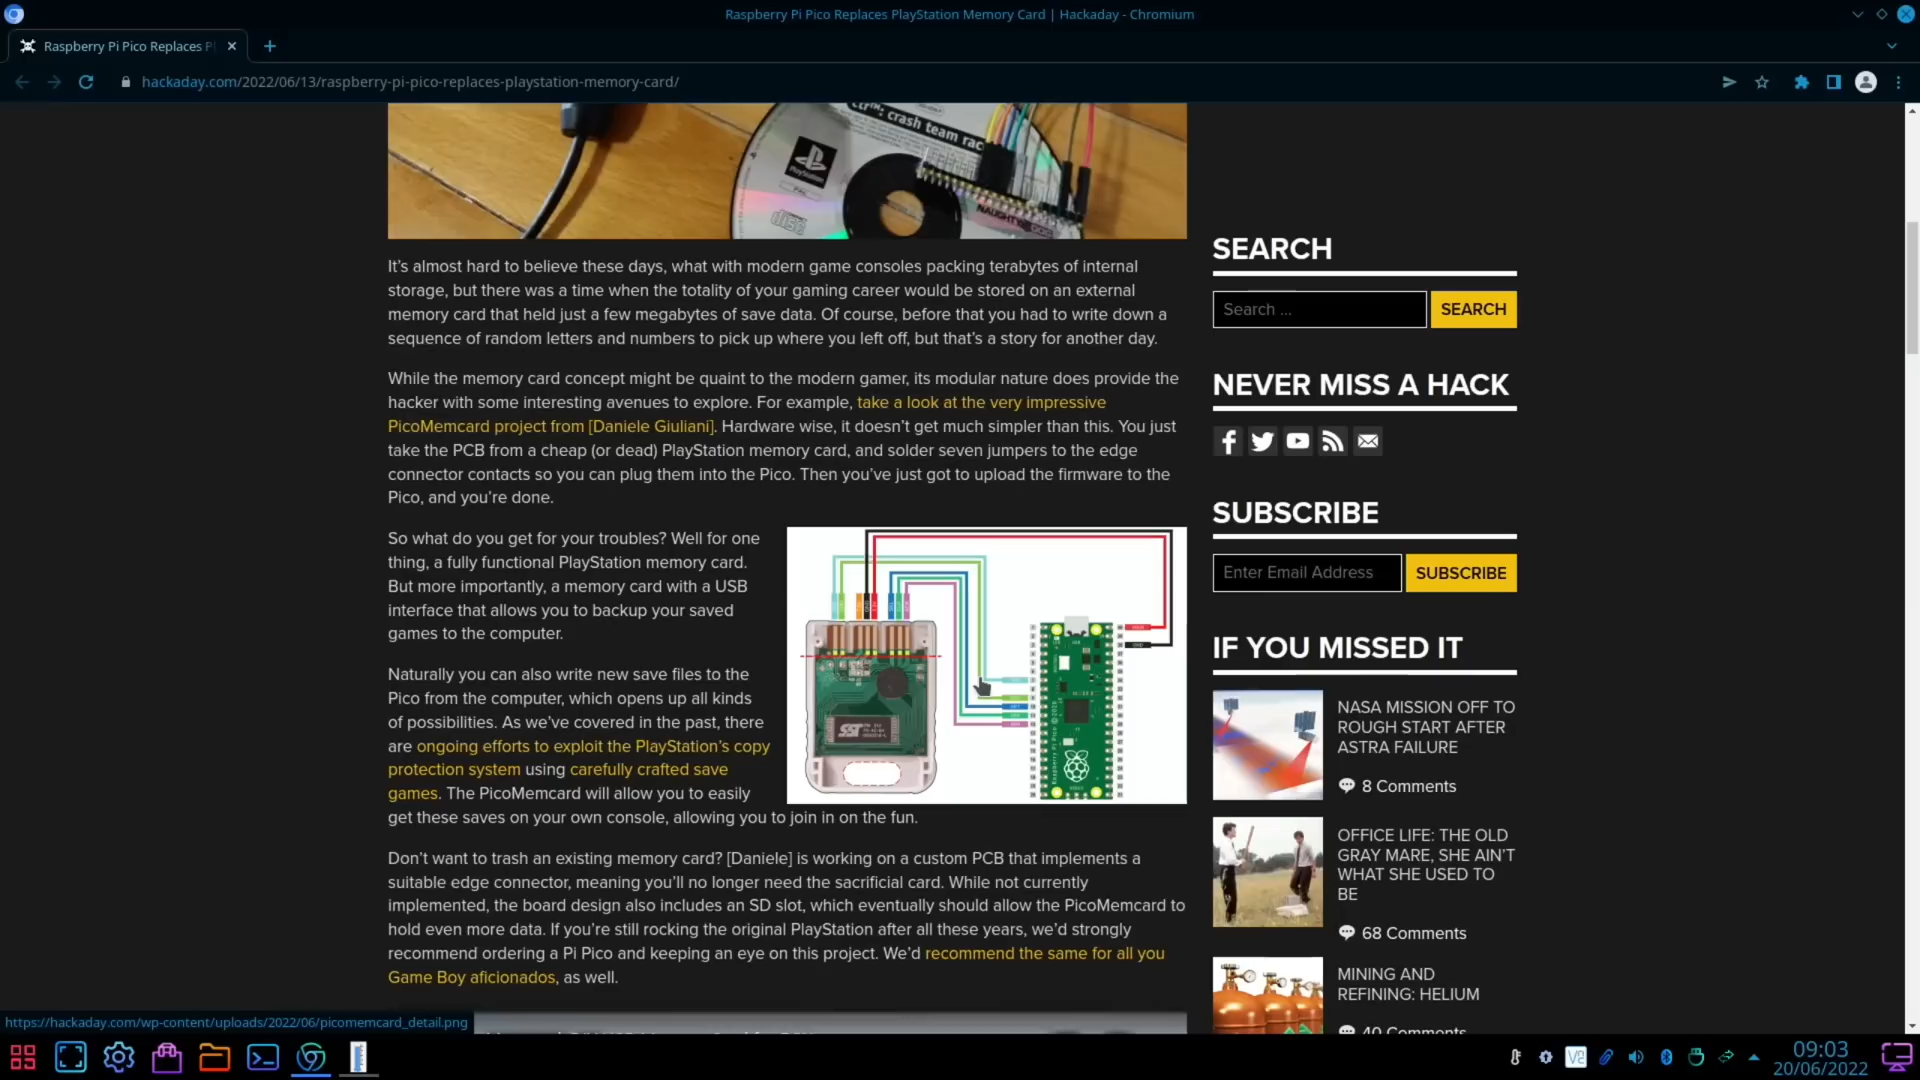 Raspberry Pi Pico Replaces PlayStation Memory Card | Hackaday - Chromium
Raspberry Pi Pico Replaces P
hackaday.com/2022/06/13/raspberry-pi-pico-replaces-playstation-memory-card/
crash team rac
PlayStation
disc
NAUGHTY DOG
It's almost hard to believe these days, what with modern game consoles packing terabytes of internal
storage, but there was a time when the totality of your gaming career would be stored on an external
memory card that held just a few megabytes of save data. Of course, before that you had to write down a
sequence of random letters and numbers to pick up where you left off, but that's a story for another day.
While the memory card concept might be quaint to the modern gamer, its modular nature does provide the
hacker with some interesting avenues to explore. For example, take a look at the very impressive
PicoMemcard project from [Daniele Giuliani]. Hardware wise, it doesn't get much simpler than this. You just
take the PCB from a cheap (or dead) PlayStation memory card, and solder seven jumpers to the edge
connector contacts so you can plug them into the Pico. Then you've just got to upload the firmware to the
Pico, and you're done.
So what do you get for your troubles? Well for one
thing, a fully functional PlayStation memory card.
But more importantly, a memory card with a USB
interface that allows you to backup your saved
games to the computer.
Naturally you can also write new save files to the
Pico from the computer, which opens up all kinds
of possibilities. As we've covered in the past, there
are ongoing efforts to exploit the PlayStation's copy
protection system using carefully crafted save
games. The PicoMemcard will allow you to easily
get these saves on your own console, allowing you to join in on the fun.
SST
Raspberry Pi Pico © 2020
Don't want to trash an existing memory card? [Daniele] is working on a custom PCB that implements a
suitable edge connector, meaning you'll no longer need the sacrificial card. While not currently
implemented, the board design also includes an SD slot, which eventually should allow the PicoMemcard to
hold even more data. If you're still rocking the original PlayStation after all these years, we'd strongly
recommend ordering a Pi Pico and keeping an eye on this project. We'd recommend the same for all you
Game Boy aficionados, as well.
SEARCH
Search ...
SEARCH
NEVER MISS A HACK
SUBSCRIBE
Enter Email Address
SUBSCRIBE
IF YOU MISSED IT
NASA MISSION OFF TO
ROUGH START AFTER
ASTRA FAILURE
8 Comments
OFFICE LIFE: THE OLD
GRAY MARE, SHE AIN'T
WHAT SHE USED TO
BE
68 Comments
MINING AND
REFINING: HELIUM
40 Comments
https://hackaday.com/wp-content/uploads/2022/06/picomemcard_detail.png
09:03
20/06/2022